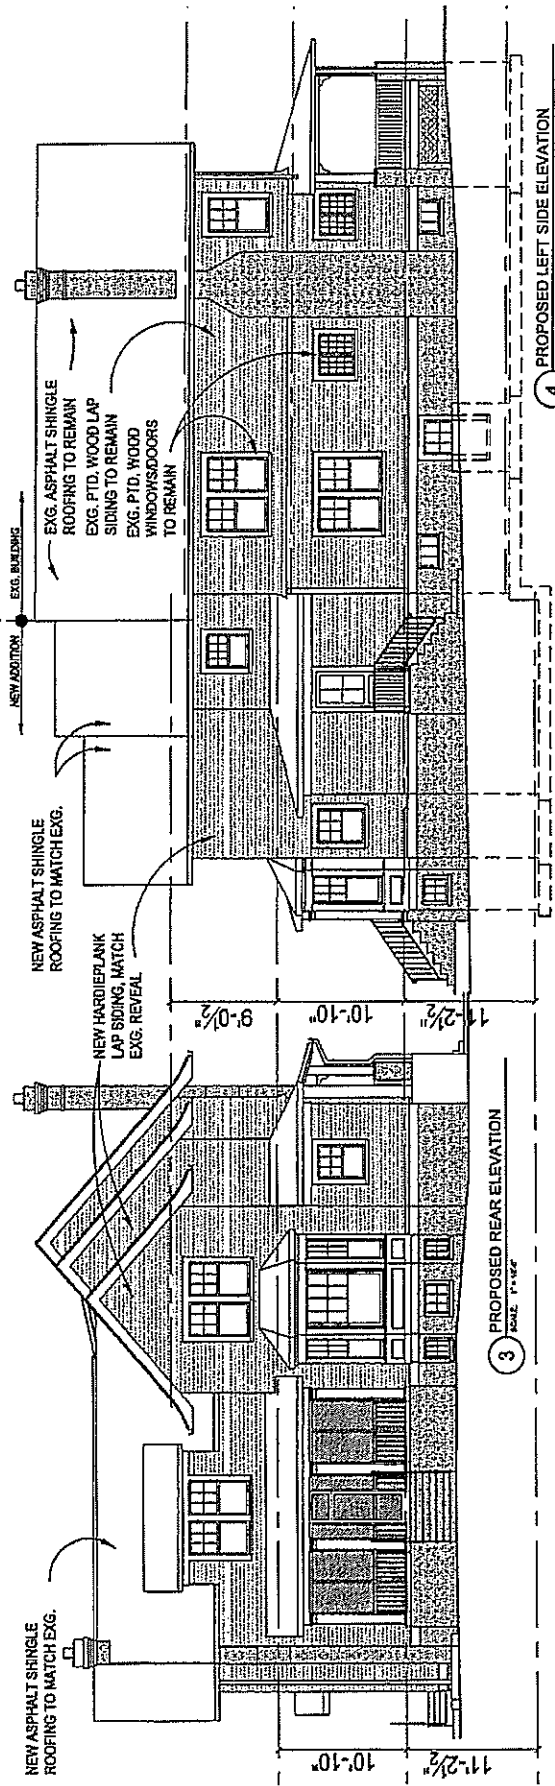 NEW ASPHALT SHINGLE
ROOFING TO MATCH EXG.
NEW HARDIEPLANK
LAP SIDING, MATCH
EXG. REVEAL
9'-0½"
10'-10"
11'-2½"
10'-10"
11'-2½"
3
PROPOSED REAR ELEVATION
NEW ASPHALT SHINGLE
ROOFING TO MATCH EXG.
NEW ADDITION
EXG. BUILDING
EXG. ASPHALT SHINGLE
ROOFING TO REMAIN
EXG. PTD, WOOD LAP
SIDING TO REMAIN
EXG. PTD, WOOD
WINDOWS/DOORS
TO REMAIN
4
PROPOSED LEFT SIDE ELEVATION